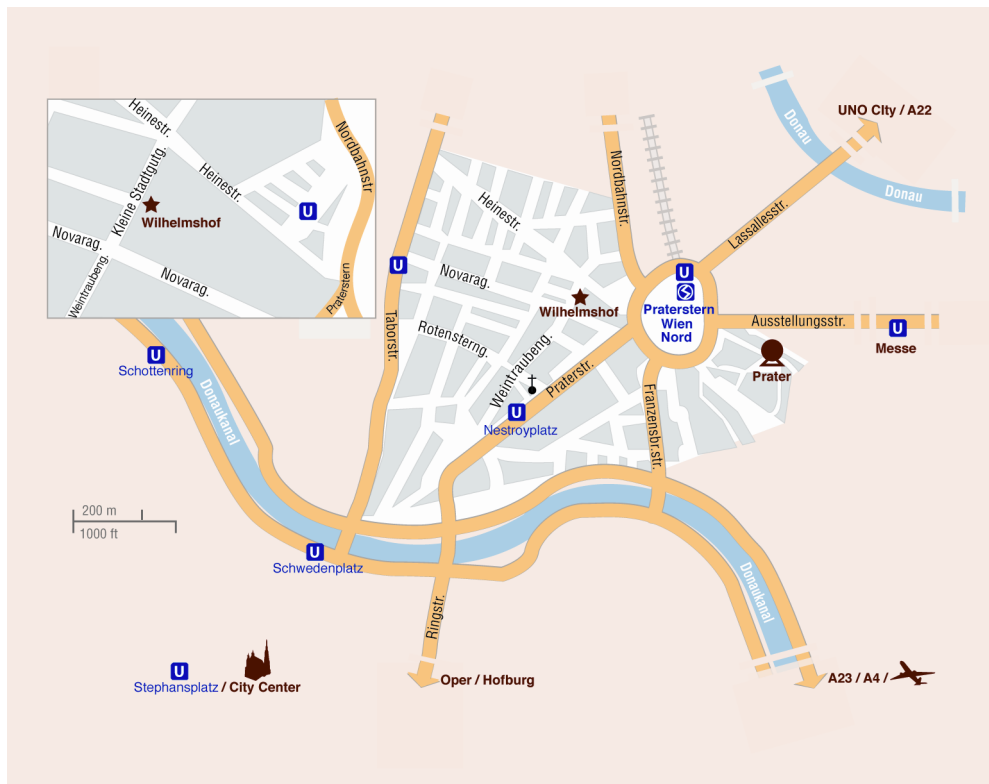 UNO CIty / A22
Donau
Donau
Heinestr.
Heinestr.
Nordbahnstr
Kleine Stadtgutg.
U
Wilhelmshof
Novarag.
Novarag.
Weintraubeng.
Praterstern
Nordbahnstr.
Heinestr.
Lassallesstr.
U
U
Novarag.
Wilhelmshof
Praterstern
Wien
Nord
Ausstellungsstr.
U
Messe
Taborstr.
Rotensterng.
Weintraubeng.
Praterstr.
Prater
U
Schottenring
Donaukanal
Franzensbr.str.
U
Nestroyplatz
200 m
1000 ft
U
Schwedenplatz
Donaukanal
Ringstr.
U
Stephansplatz / City Center
Oper / Hofburg
A23 / A4 /